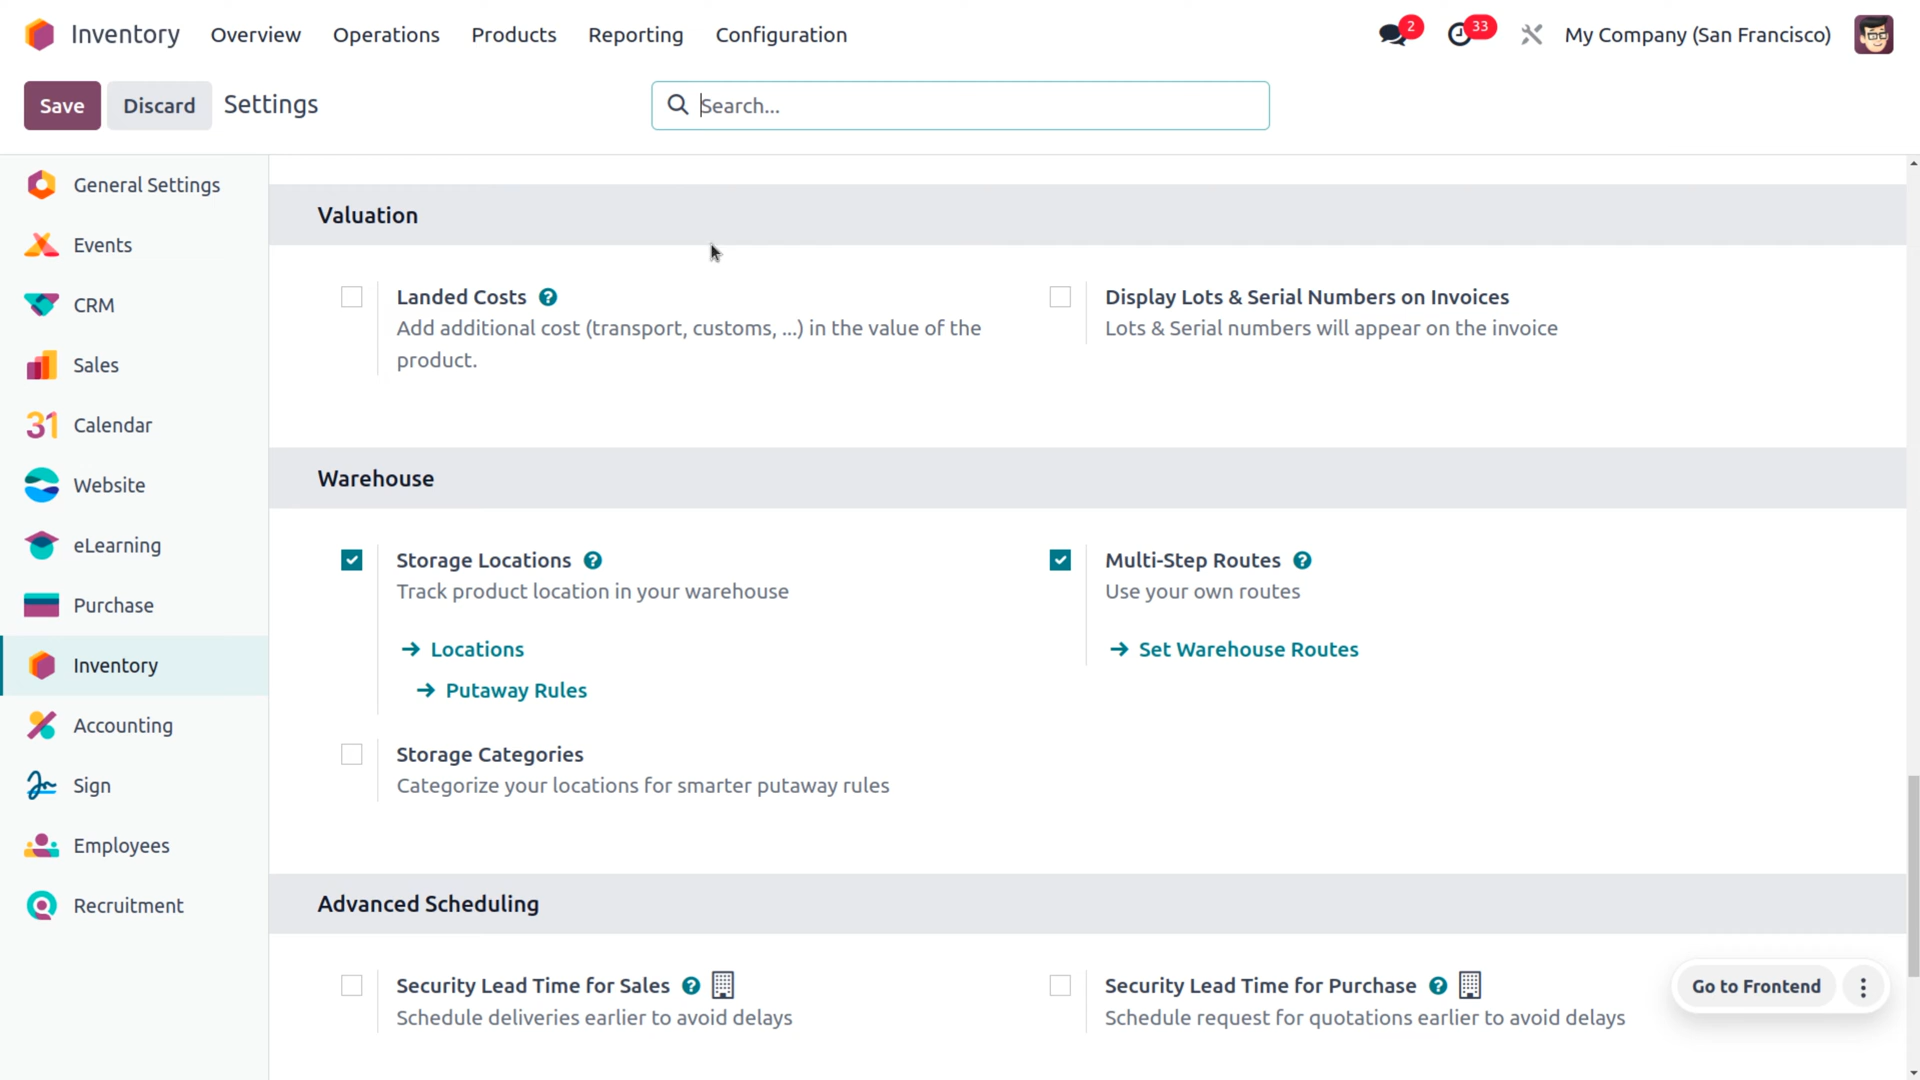 Inventory Overview Operations Products Reporting Configuration 2 33 My Company (San Francisco)
Save Discard Settings Search...
General Settings
Events
CRM
Sales
31 Calendar
Website
eLearning
Purchase
Inventory
Accounting
Sign
Employees
Recruitment
Valuation
Landed Costs ?
Add additional cost (transport, customs, ...) in the value of the
product.
Display Lots & Serial Numbers on Invoices
Lots & Serial numbers will appear on the invoice
Warehouse
Storage Locations ?
Track product location in your warehouse
→ Locations
→ Putaway Rules
Multi-Step Routes ?
Use your own routes
→ Set Warehouse Routes
Storage Categories
Categorize your locations for smarter putaway rules
Advanced Scheduling
Security Lead Time for Sales ?
Schedule deliveries earlier to avoid delays
Security Lead Time for Purchase ?
Schedule request for quotations earlier to avoid delays
Go to Frontend